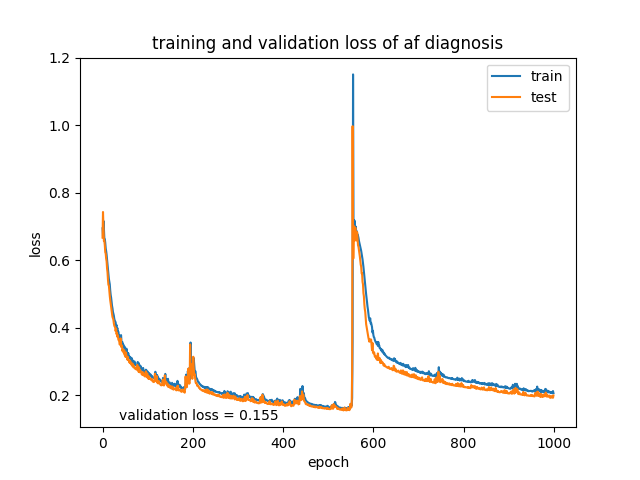 training and validation loss of af diagnosis
train
test
1.2
1.0
0.8
0.6
0.4
0.2
loss
validation loss = 0.155
0 200 400 600 800 1000
epoch